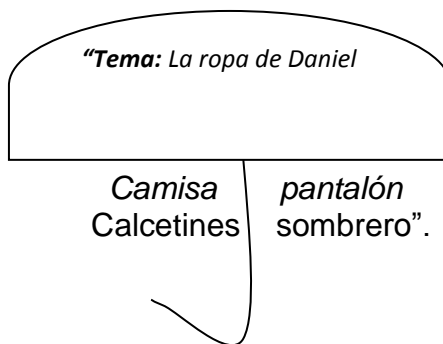 “Tema: La ropa de Daniel
Camisa pantalón
Calcetines sombrero”.